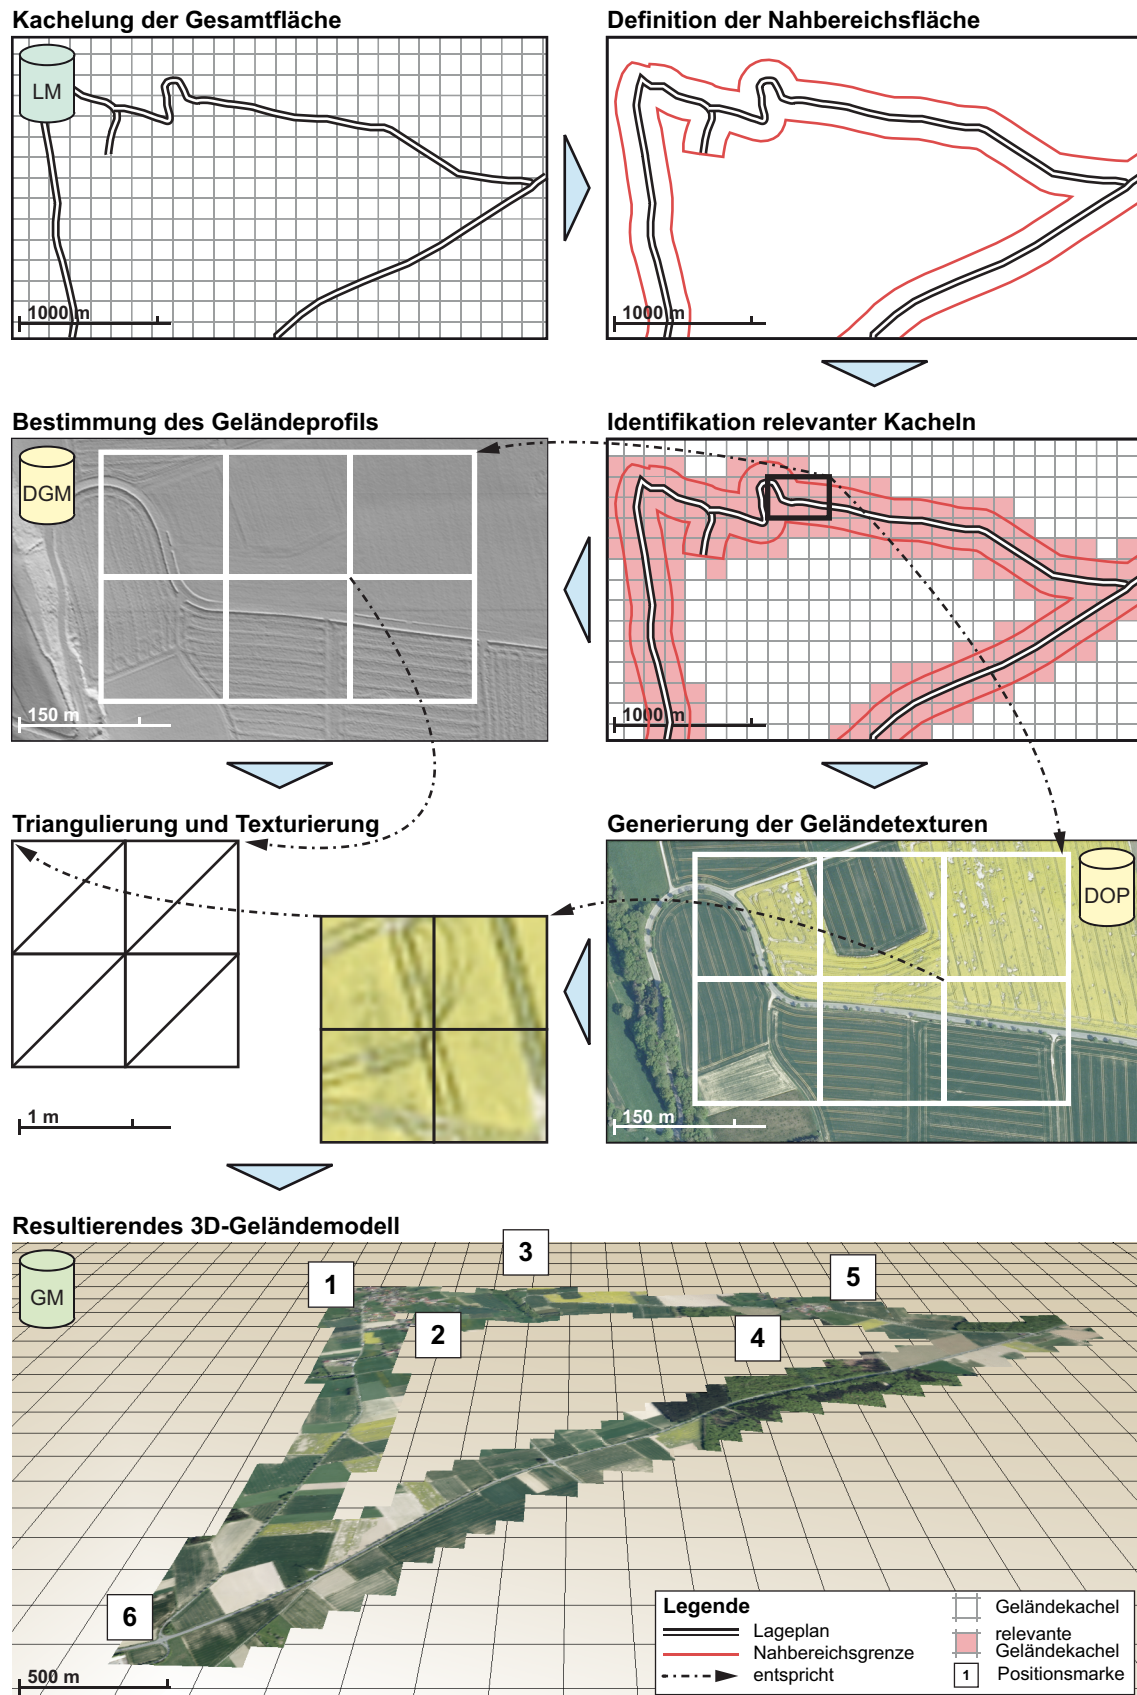 Kachelung der Gesamtfläche
LM
1000 m
Definition der Nahbereichsfläche
1000 m
Bestimmung des Geländeprofils
DGM
150 m
Identifikation relevanter Kacheln
1000 m
Triangulierung und Texturierung
1 m
Generierung der Geländetexturen
DOP
150 m
Resultierendes 3D-Geländemodell
GM
1
2
3
4
5
6
500 m
Legende
Lageplan
Nahbereichsgrenze
entspricht
Geländekachel
relevante
Geländekachel
1 Positionsmarke